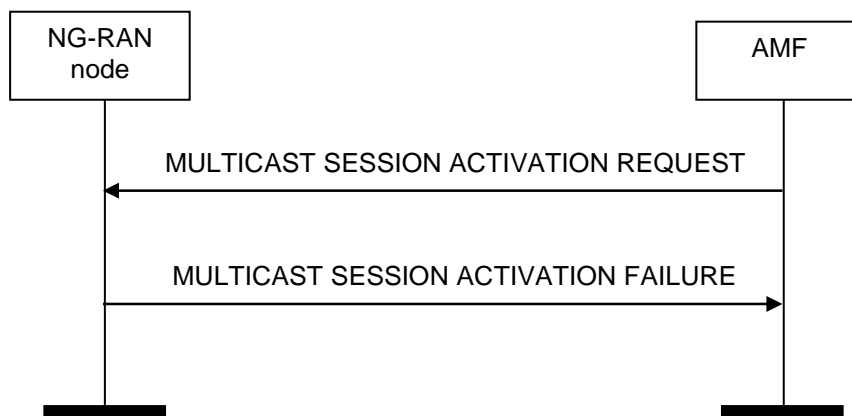 NG-RAN
node
AMF
MULTICAST SESSION ACTIVATION REQUEST
MULTICAST SESSION ACTIVATION FAILURE